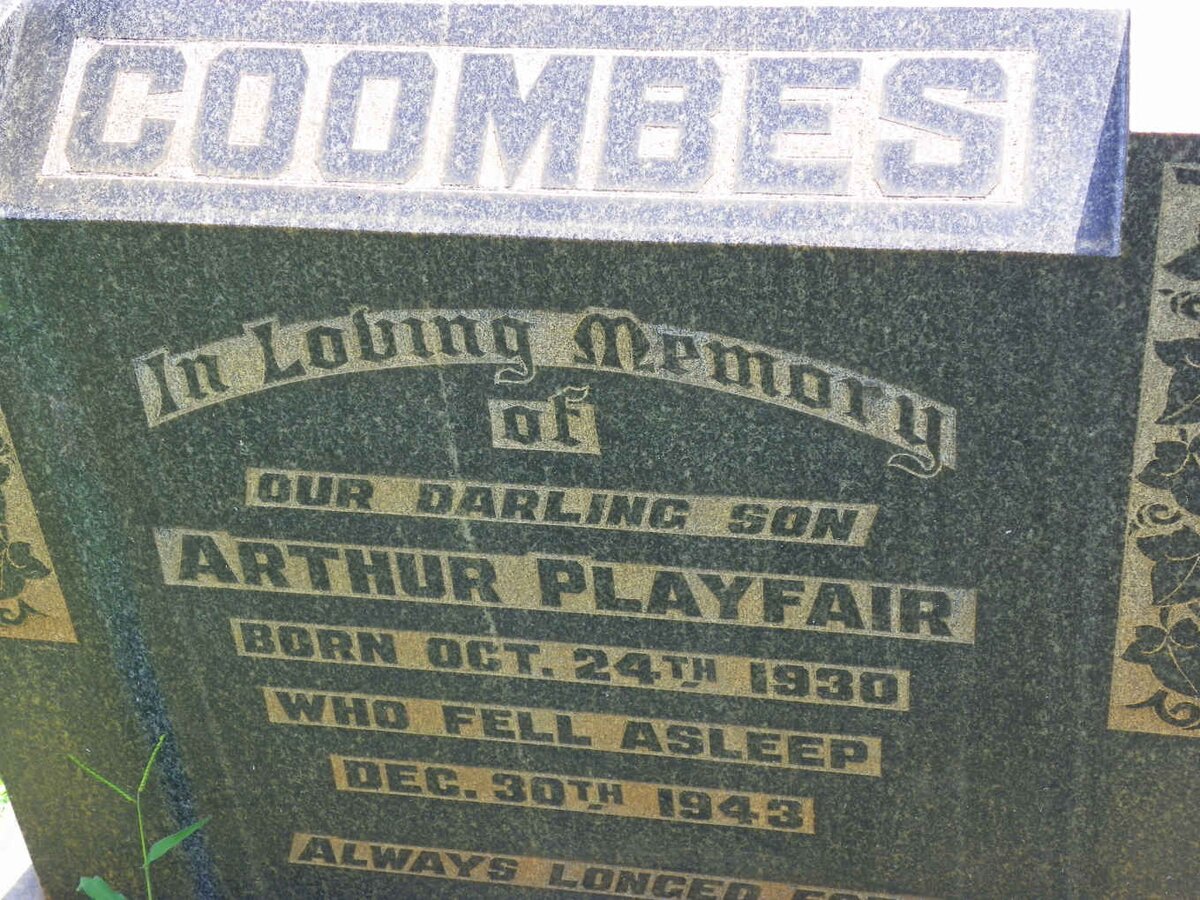 COOMBES
In Loving Memory
of
OUR DARLING SON
ARTHUR PLAYFAIR
BORN OCT. 24TH 1930
WHO FELL ASLEEP
DEC. 30TH 1943
ALWAYS LONGED